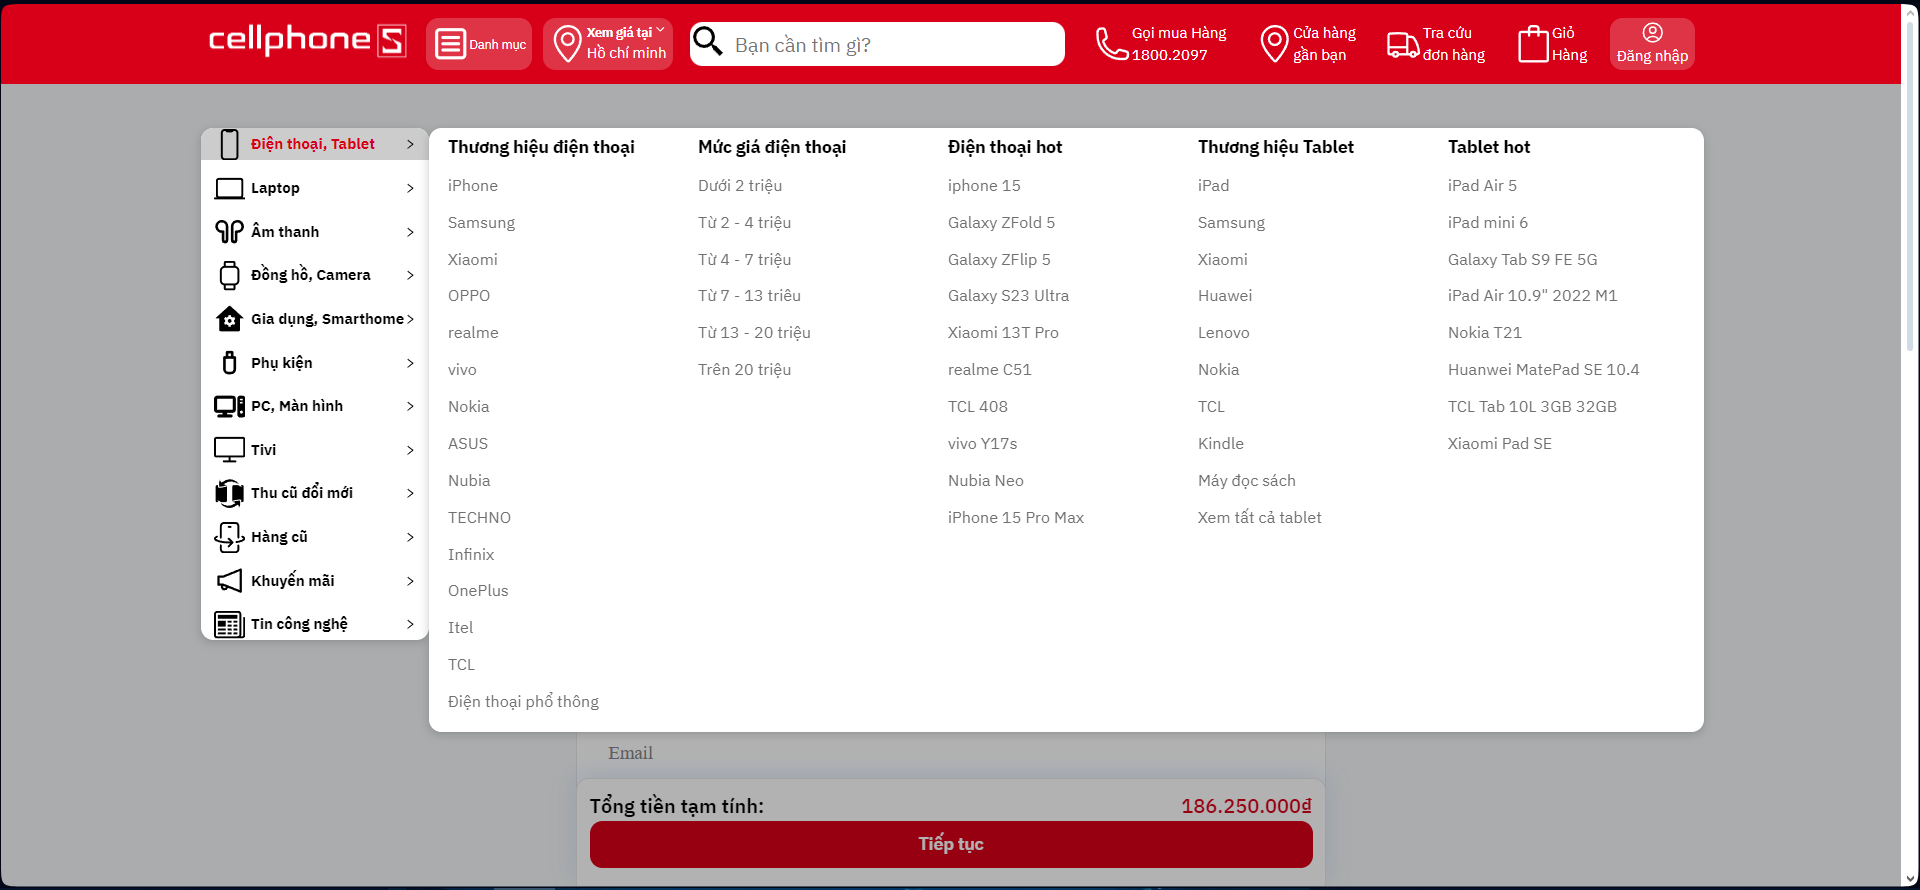 cellphoneS
Danh mục
Xem giá tại
Hồ chí minh
Bạn cần tìm gì?
Gọi mua Hàng
1800.2097
Cửa hàng
gần bạn
Tra cứu
đơn hàng
Giỏ
Hàng
Đăng nhập
Điện thoại, Tablet
Laptop
Âm thanh
Đồng hồ, Camera
Gia dụng, Smarthome
Phụ kiện
PC, Màn hình
Tivi
Thu cũ đổi mới
Hàng cũ
Khuyến mãi
Tin công nghệ
Thương hiệu điện thoại
iPhone
Samsung
Xiaomi
OPPO
realme
vivo
Nokia
ASUS
Nubia
TECHNO
Infinix
OnePlus
Itel
TCL
Điện thoại phổ thông
Mức giá điện thoại
Dưới 2 triệu
Từ 2 - 4 triệu
Từ 4 - 7 triệu
Từ 7 - 13 triêu
Từ 13 - 20 triệu
Trên 20 triệu
Điện thoại hot
iphone 15
Galaxy ZFold 5
Galaxy ZFlip 5
Galaxy S23 Ultra
Xiaomi 13T Pro
realme C51
TCL 408
vivo Y17s
Nubia Neo
iPhone 15 Pro Max
Thương hiệu Tablet
iPad
Samsung
Xiaomi
Huawei
Lenovo
Nokia
TCL
Kindle
Máy đọc sách
Xem tất cả tablet
Tablet hot
iPad Air 5
iPad mini 6
Galaxy Tab S9 FE 5G
iPad Air 10.9" 2022 M1
Nokia T21
Huanwei MatePad SE 10.4
TCL Tab 10L 3GB 32GB
Xiaomi Pad SE
Email
Tổng tiền tạm tính:
186.250.000₫
Tiếp tục